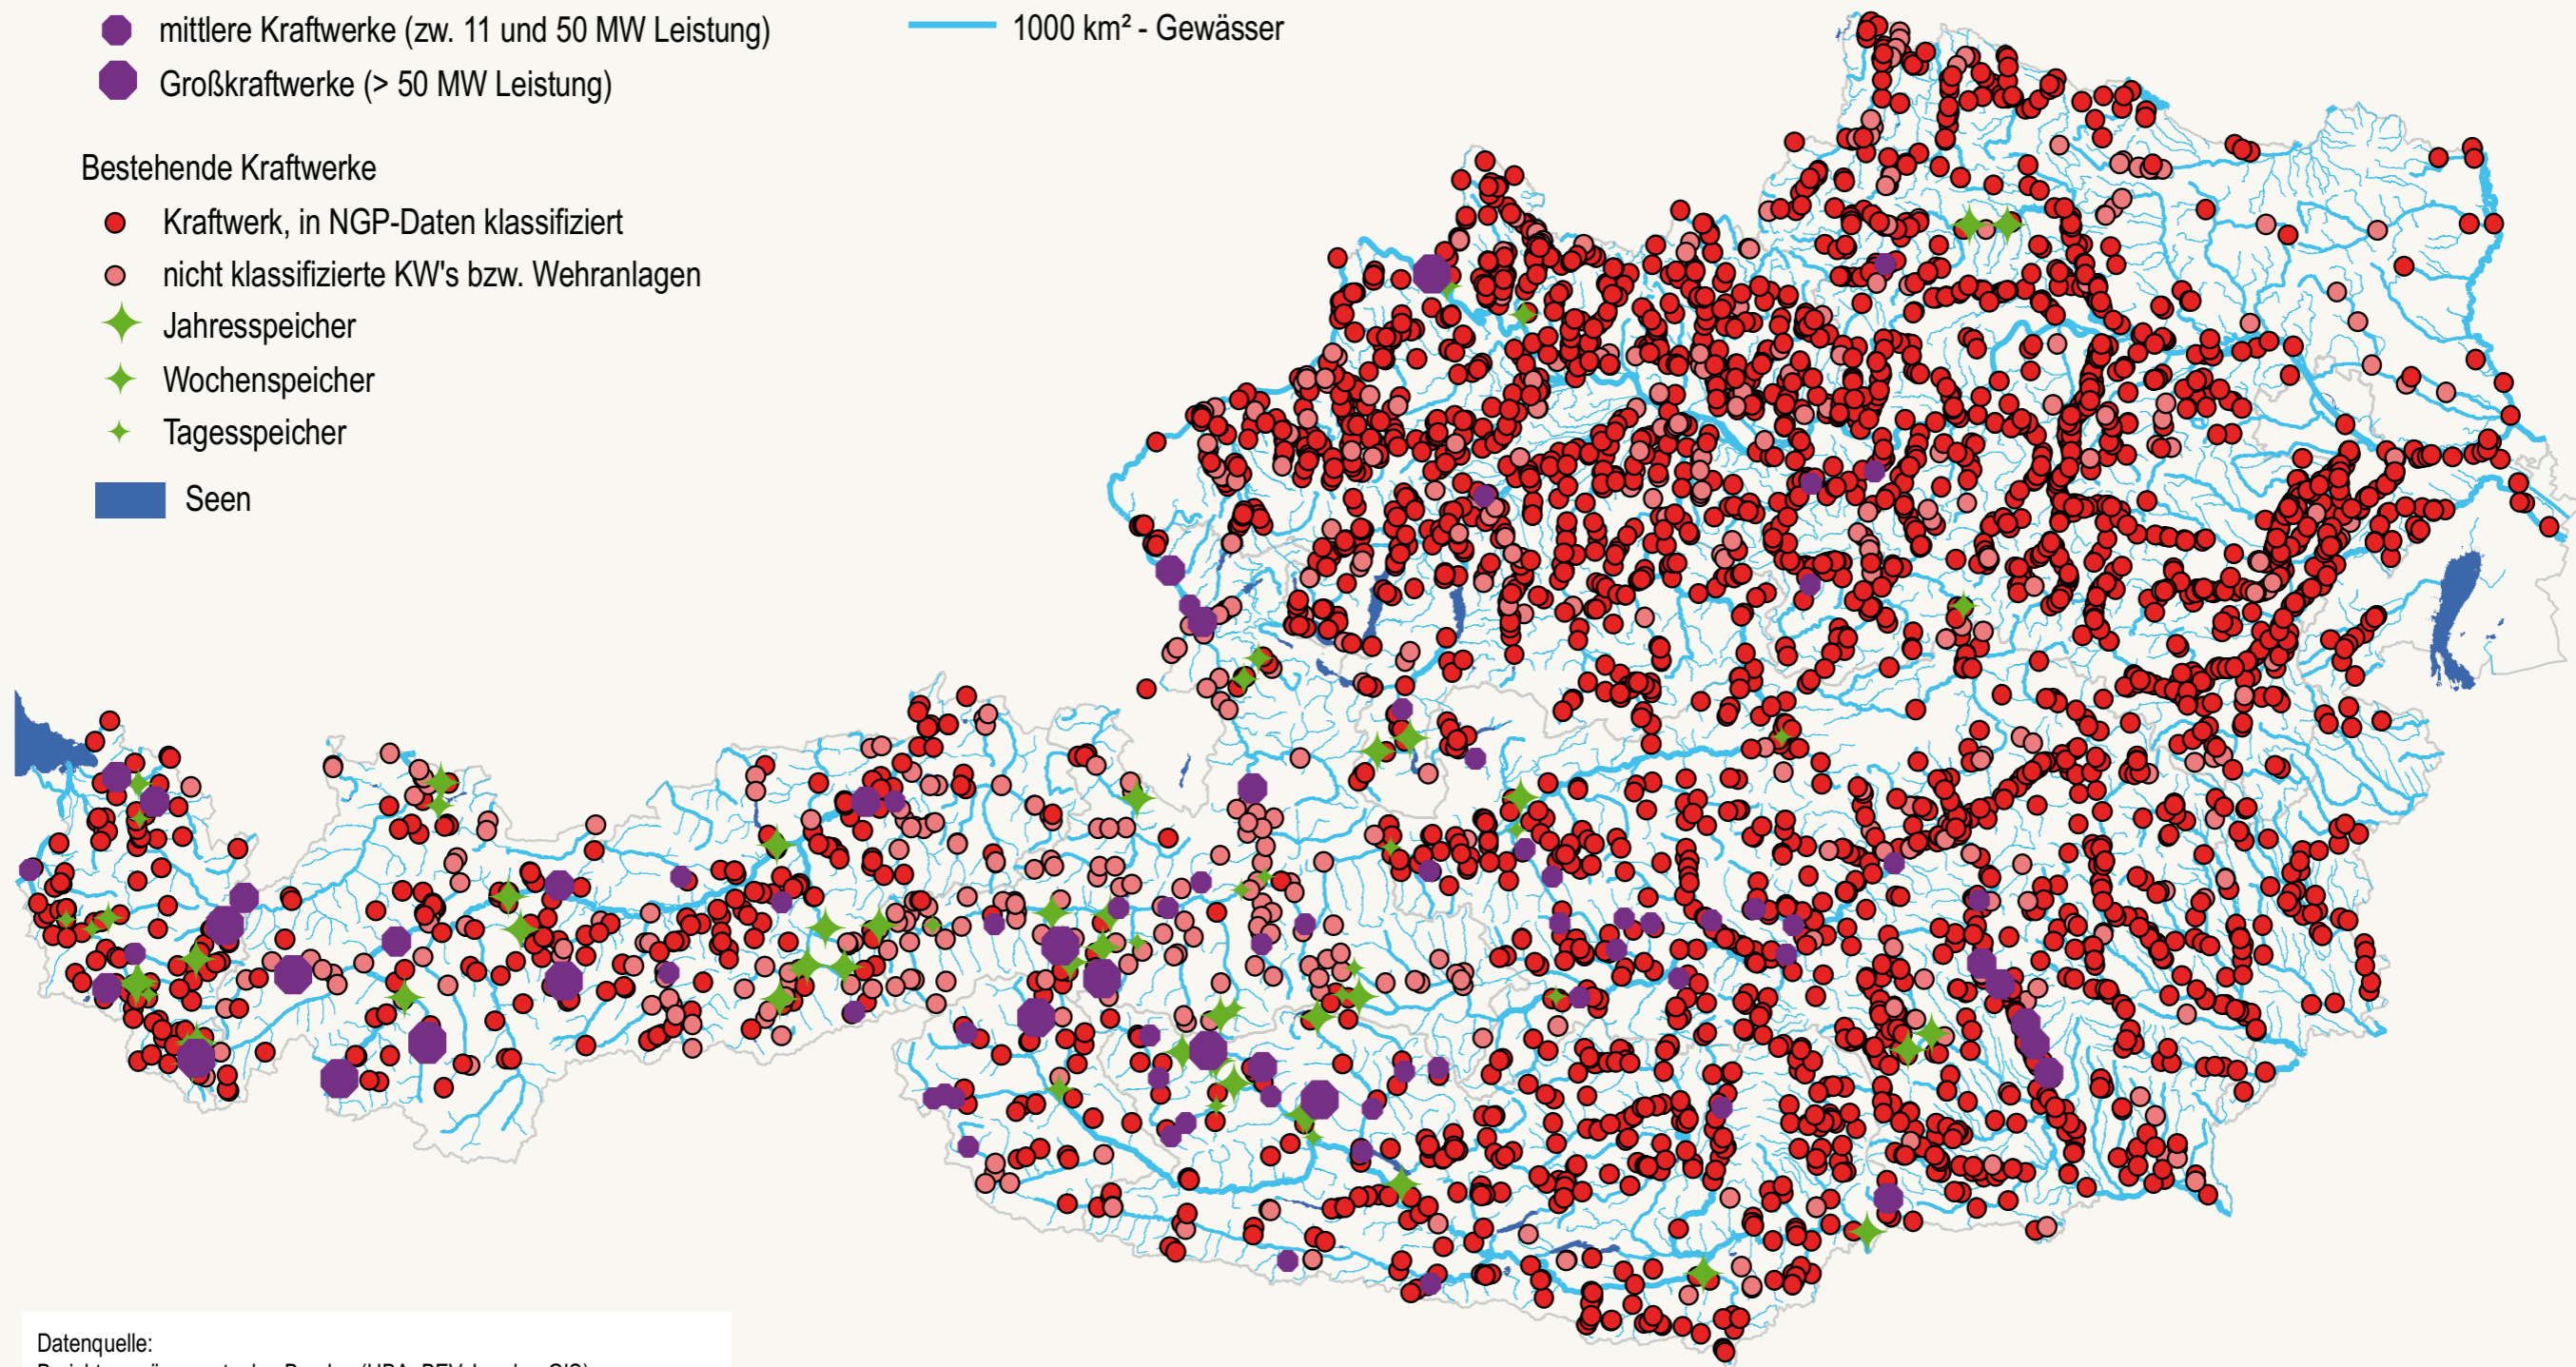 mittlere Kraftwerke (zw. 11 und 50 MW Leistung)
Großkraftwerke (> 50 MW Leistung)
1000 km² - Gewässer
Bestehende Kraftwerke
Kraftwerk, in NGP-Daten klassifiziert
nicht klassifizierte KW's bzw. Wehranlagen
Jahresspeicher
Wochenspeicher
Tagesspeicher
Seen
Datenquelle: